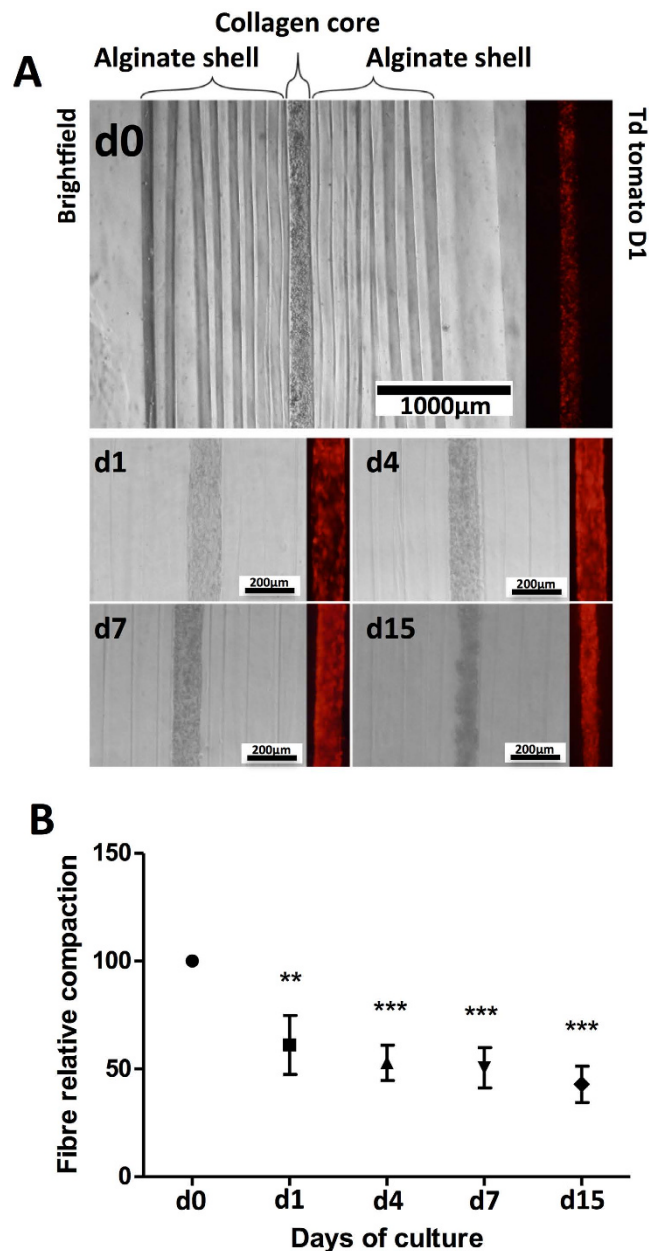 Collagen core
A
Alginate shell Alginate shell
d0
Brightfield
Td tomato D1
1000µm
d1
200µm
d4
200µm
d7
200µm
d15
200µm
B
Fibre relative compaction
150
100
50
0
**
***
***
***
d0 d1 d4 d7 d15
Days of culture